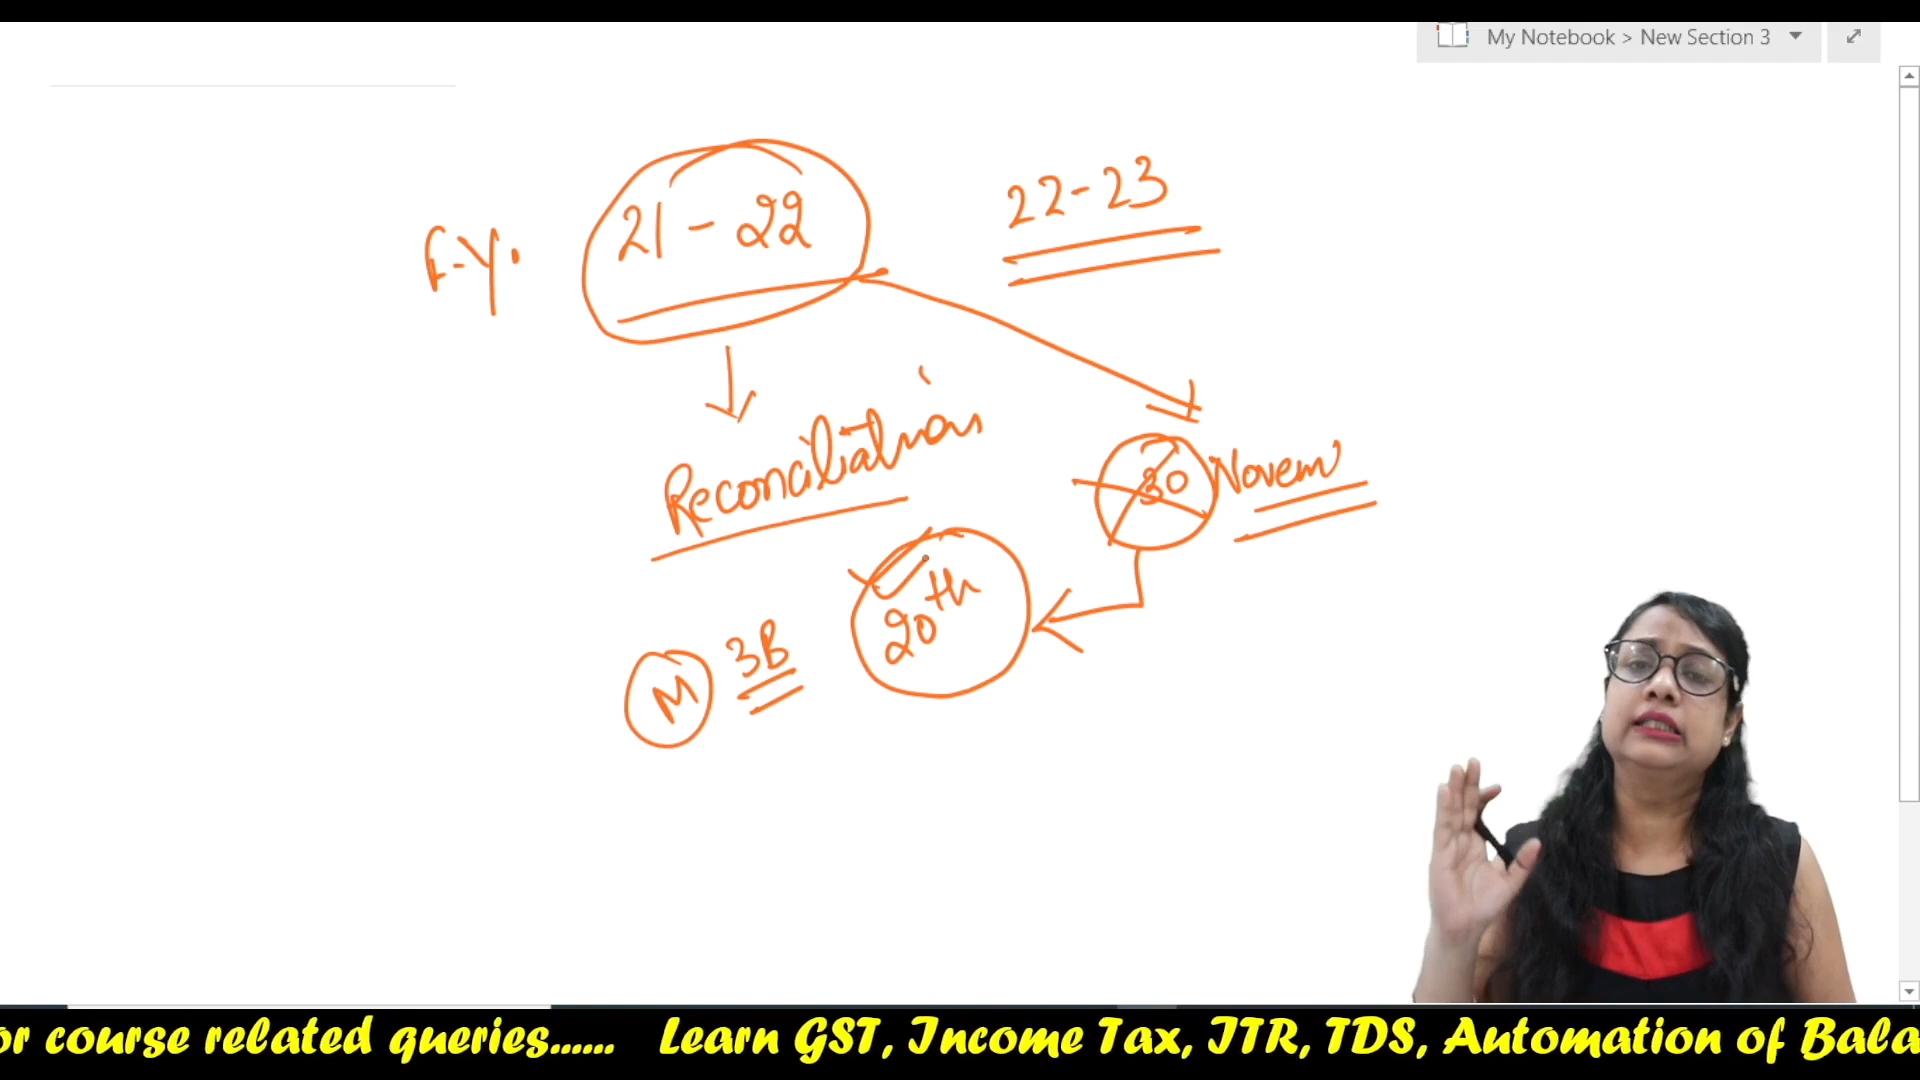 My Notebook > New Section 3
F.Y. 21 - 22
22-23
Reconciliation
30 Novem
20th
M 3B
or course related queries...... Learn GST, Income Tax, ITR, TDS, Automation of Bala